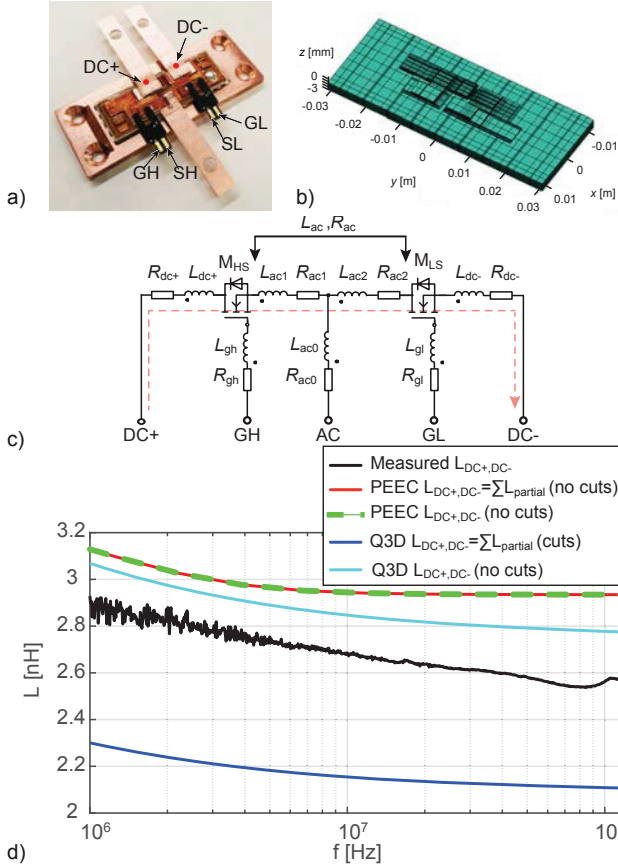 DC-
DC+
GL
SL
GH
SH
a)
z [mm]
0
-3
-0.03
-0.02
-0.01
0
0.01
0.02
0.03
y [m]
-0.01
0
0.01
x [m]
b)
Lac ,Rac
Rdc+ Ldc+ MHS Lac1 Rac1 Lac2 Rac2 MLS Ldc- Rdc-
Lgh Lac0 Lgl
Rgh Rac0 Rgl
DC+ GH AC GL DC-
c)
Measured LDC+,DC-
PEEC LDC+,DC-=∑Lpartial (no cuts)
PEEC LDC+,DC- (no cuts)
Q3D LDC+,DC-=∑Lpartial (cuts)
Q3D LDC+,DC- (no cuts)
3.2
3
2.8
2.6
2.4
2.2
2
L [nH]
10⁶ 10⁷ 10
f [Hz]
d)